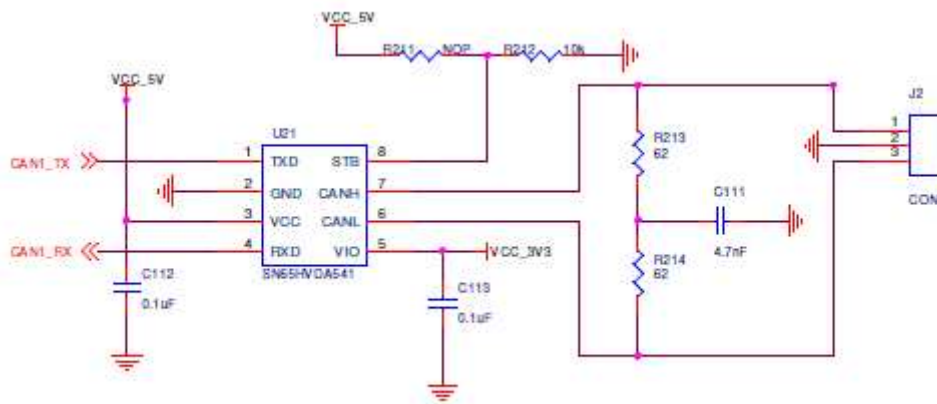 VCC_5V
R241 NOP R242 10k
VCC_5V
J2
U21
CAN1_TX 1 TXD STB 8
R213
62
1
2
3
2 GND CANH 7
C111
4.7nF
3 VCC CANL 6
CON
CAN1_RX 4 RXD VIO 5 VCC_3V3
SN65HVDA541
R214
62
C112
0.1uF
C113
0.1uF